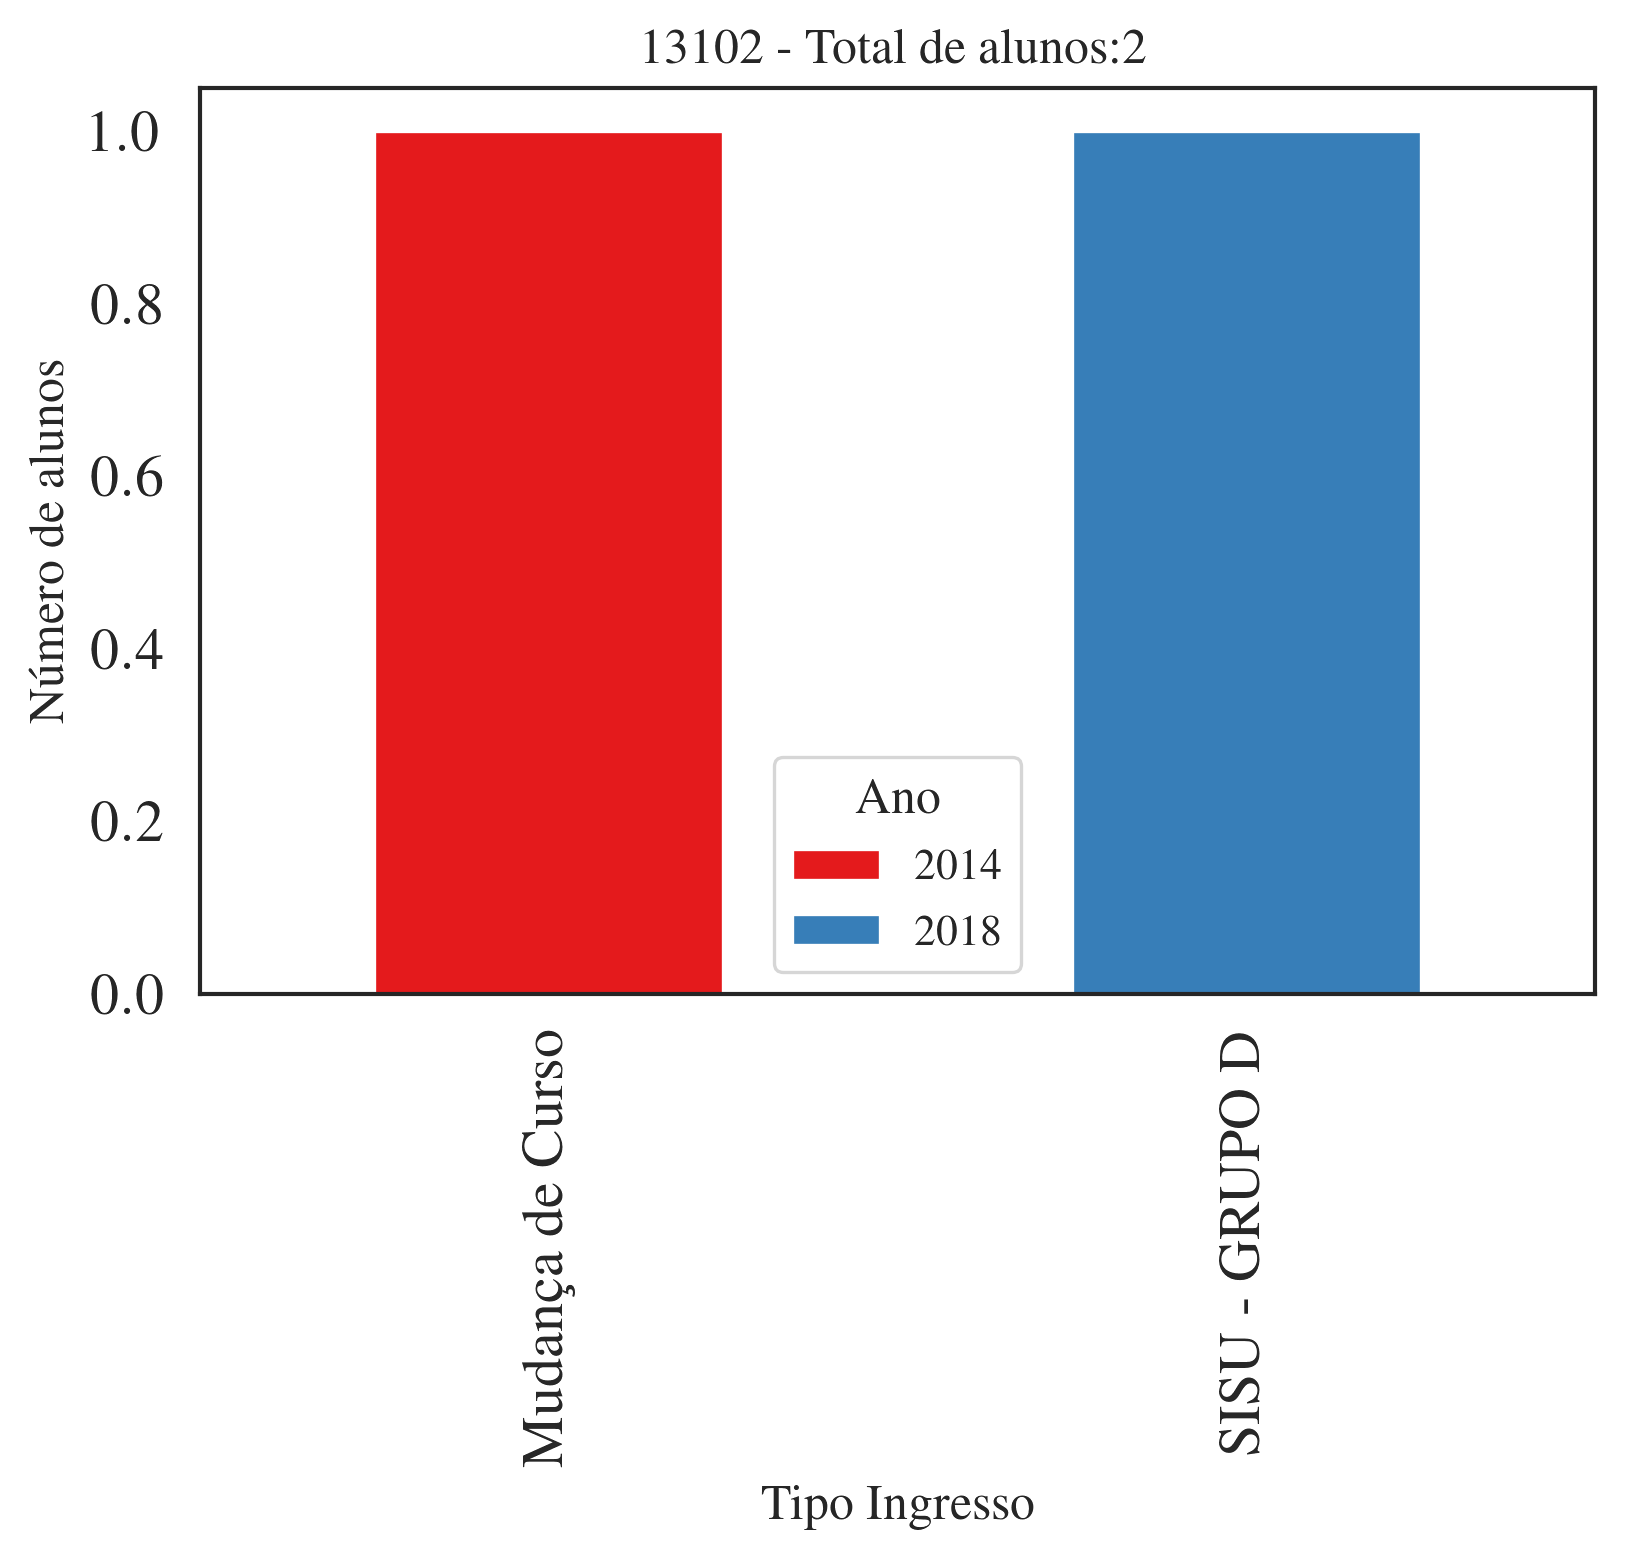 13102 - Total de alunos:2
Número de alunos
1.0
0.8
0.6
0.4
0.2
0.0
Ano
2014
2018
Mudança de Curso
SISU - GRUPO D
Tipo Ingresso